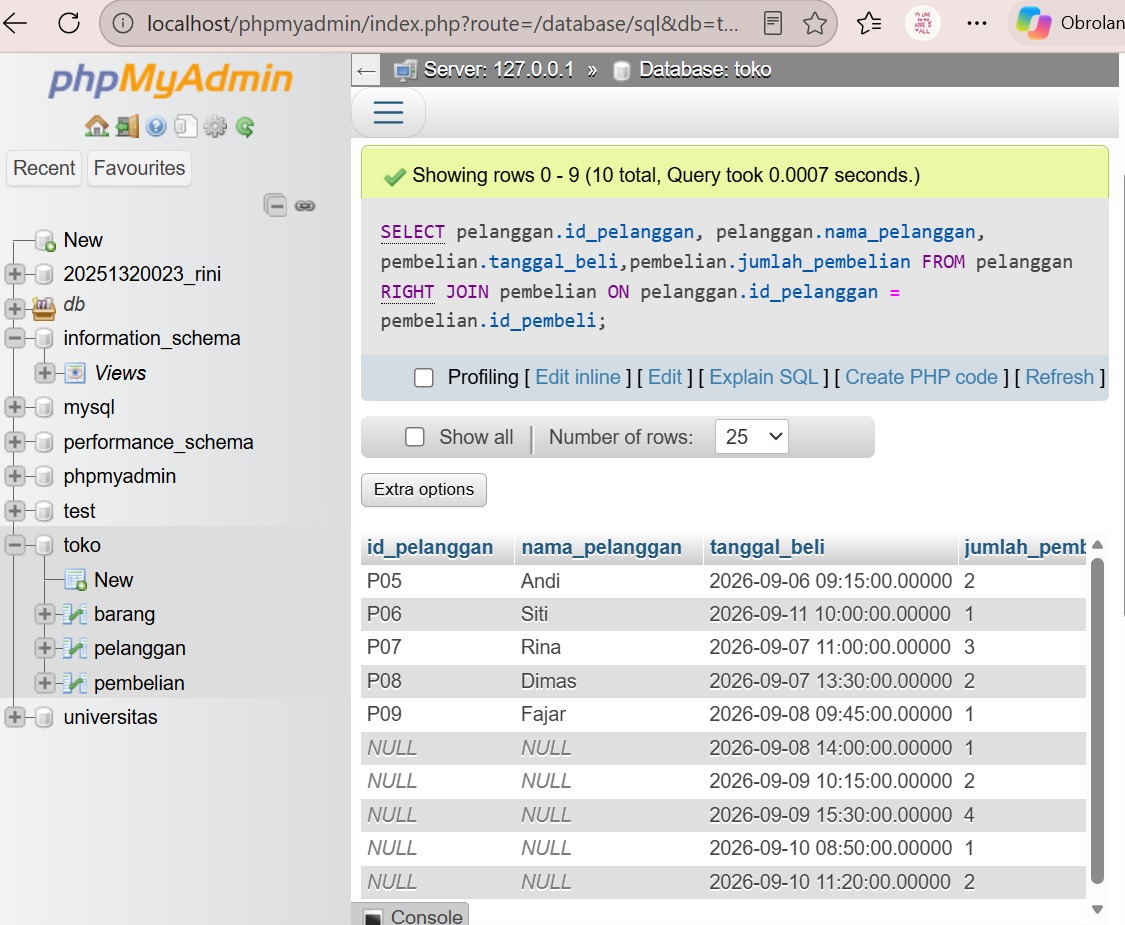 localhost/phpmyadmin/index.php?route=/database/sql&db=t...
Obrolan
phpMyAdmin
Recent Favourites
New
20251320023_rini
db
information_schema
Views
mysql
performance_schema
phpmyadmin
test
toko
New
barang
pelanggan
pembelian
universitas
Server: 127.0.0.1 » Database: toko
Showing rows 0 - 9 (10 total, Query took 0.0007 seconds.)
SELECT pelanggan.id_pelanggan, pelanggan.nama_pelanggan,
pembelian.tanggal_beli,pembelian.jumlah_pembelian FROM pelanggan
RIGHT JOIN pembelian ON pelanggan.id_pelanggan =
pembelian.id_pembeli;
Profiling [ Edit inline ] [ Edit ] [ Explain SQL ] [ Create PHP code ] [ Refresh ]
Show all | Number of rows: 25
Extra options
id_pelanggan nama_pelanggan tanggal_beli jumlah_pemb
P05 Andi 2026-09-06 09:15:00.00000 2
P06 Siti 2026-09-11 10:00:00.00000 1
P07 Rina 2026-09-07 11:00:00.00000 3
P08 Dimas 2026-09-07 13:30:00.00000 2
P09 Fajar 2026-09-08 09:45:00.00000 1
NULL NULL 2026-09-08 14:00:00.00000 1
NULL NULL 2026-09-09 10:15:00.00000 2
NULL NULL 2026-09-09 15:30:00.00000 4
NULL NULL 2026-09-10 08:50:00.00000 1
NULL NULL 2026-09-10 11:20:00.00000 2
Console